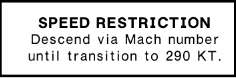 SPEED RESTRICTION
Descend via Mach number
until transition to 290 KT.